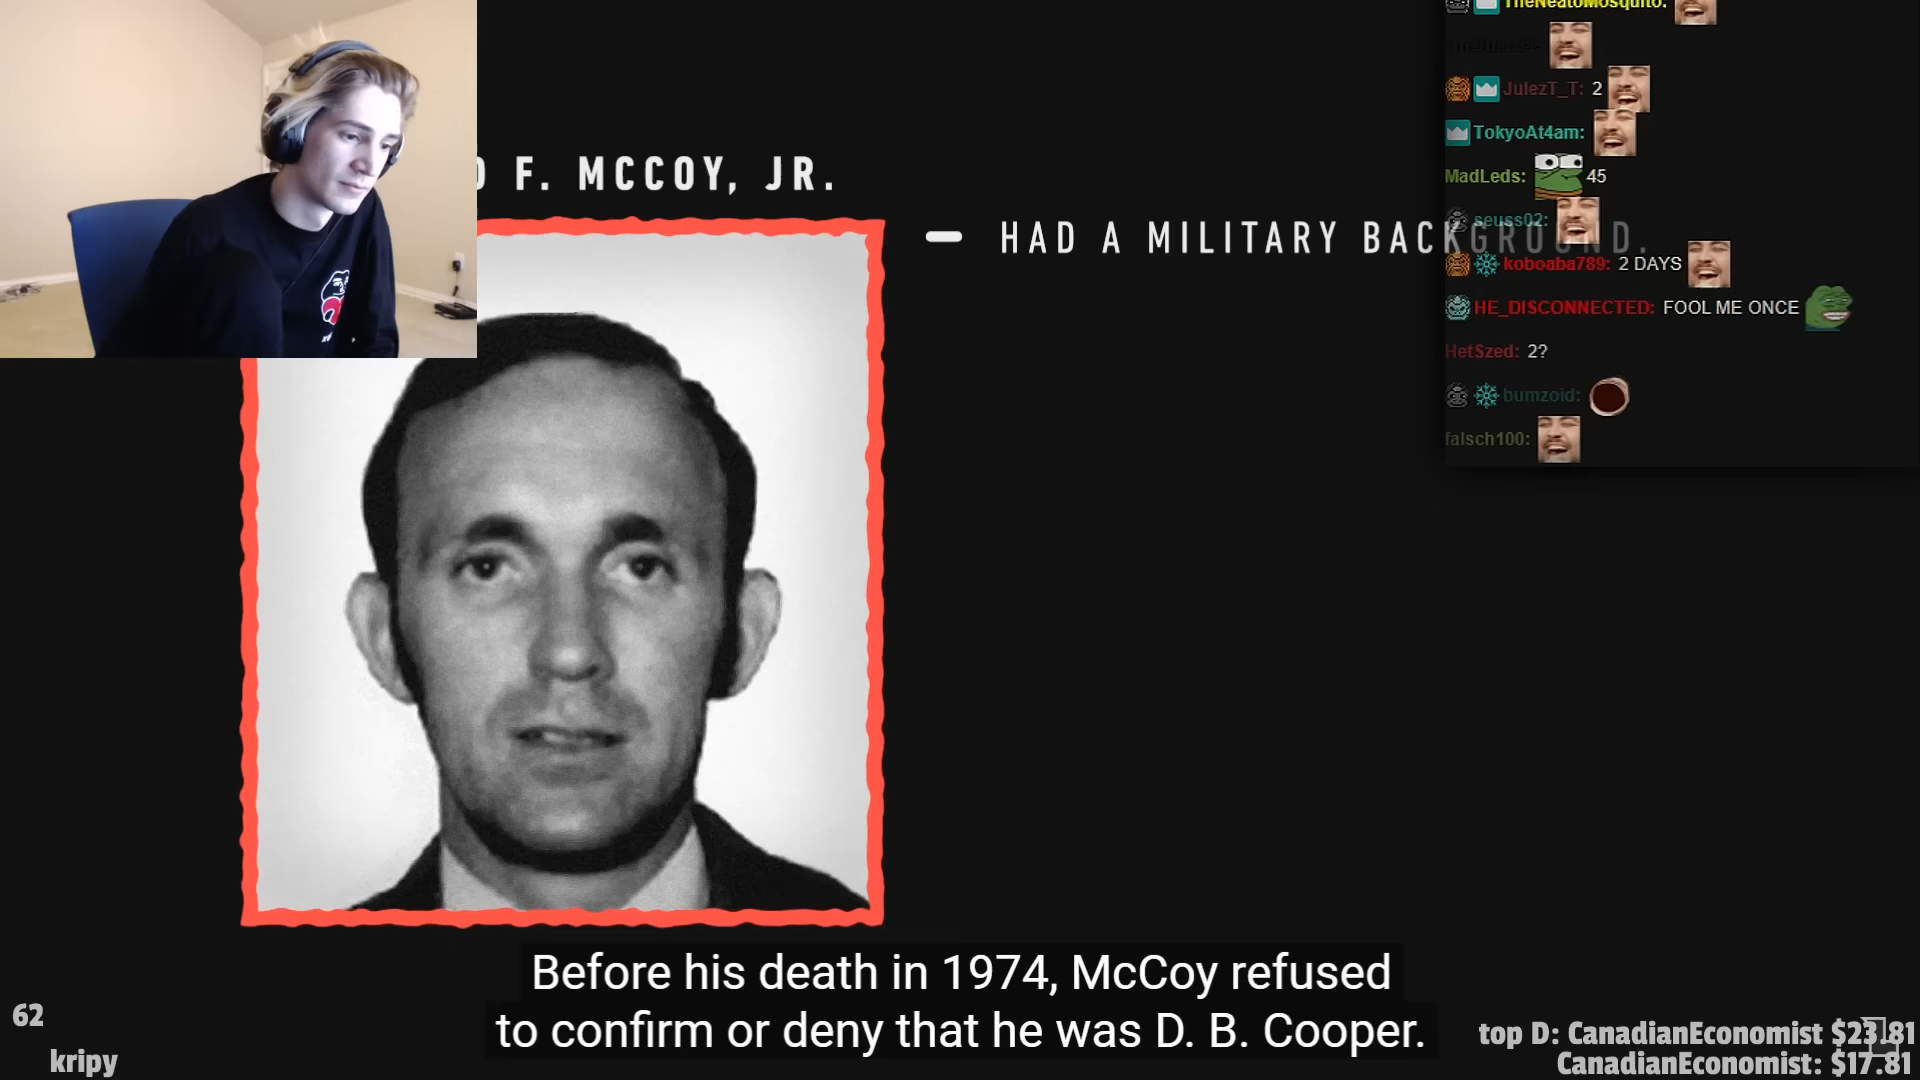 TheNeatoMosquito:
JulezT_T: 2
TokyoAt4am:
MadLeds: 45
seuss02:
koboaba789: 2 DAYS
HE_DISCONNECTED: FOOL ME ONCE
HetSzed: 2?
bumzoid:
falsch100:
F. MCCOY, JR.
HAD A MILITARY BACKGROUND.
Before his death in 1974, McCoy refused
to confirm or deny that he was D. B. Cooper.
62
kripy
top D: CanadianEconomist $23.81
CanadianEconomist: $17.81